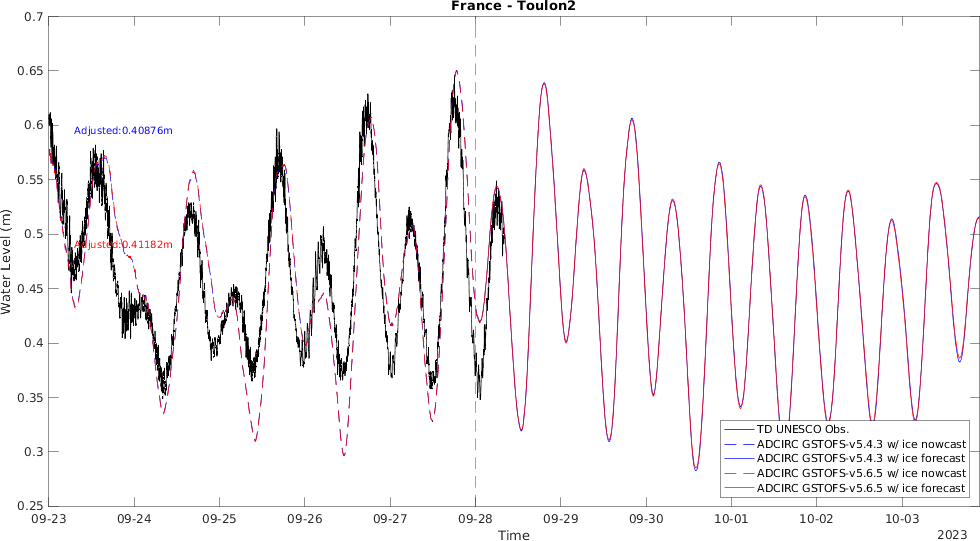 France - Toulon2
0.7
0.65
0.6
0.55
0.5
0.45
0.4
0.35
0.3
0.25
Water Level (m)
Adjusted:0.40876m
Adjusted:0.41182m
TD UNESCO Obs.
ADCIRC GSTOFS-v5.4.3 w/ ice nowcast
ADCIRC GSTOFS-v5.4.3 w/ ice forecast
ADCIRC GSTOFS-v5.6.5 w/ ice nowcast
ADCIRC GSTOFS-v5.6.5 w/ ice forecast
09-23 09-24 09-25 09-26 09-27 09-28 09-29 09-30 10-01 10-02 10-03
Time
2023